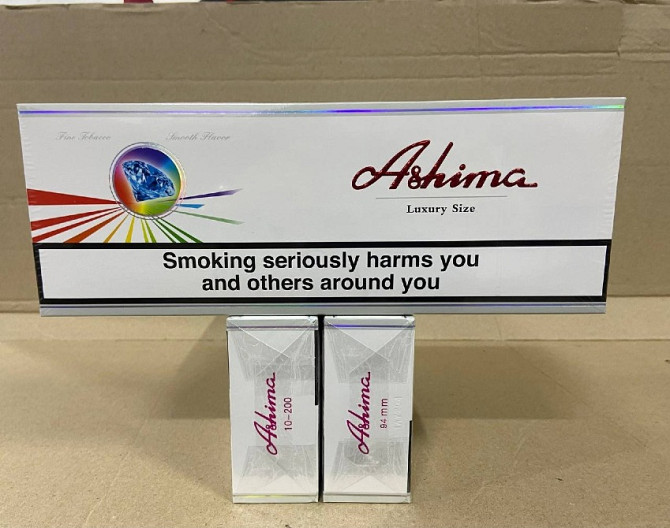 Fine Tobacco
Smooth Flavor
Ashima
Luxury Size
Smoking seriously harms you
and others around you
Ashima
10-200
Ashima
94 mm